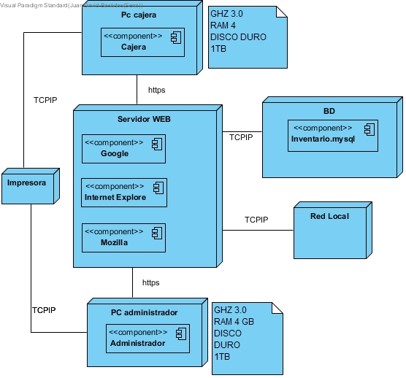 Visual Paradigm Standard(Juan
Pc cajera
<<component>>
Cajera
GHZ 3.0
RAM 4
DISCO DURO
1TB
TCPIP
https
Servidor WEB
<<component>>
Google
<<component>>
Internet Explore
<<component>>
Mozilla
TCPIP
BD
<<component>>
Inventario.mysql
Impresora
TCPIP
Red Local
https
TCPIP
PC administrador
<<component>>
Administrador
GHZ 3.0
RAM 4 GB
DISCO
DURO
1TB